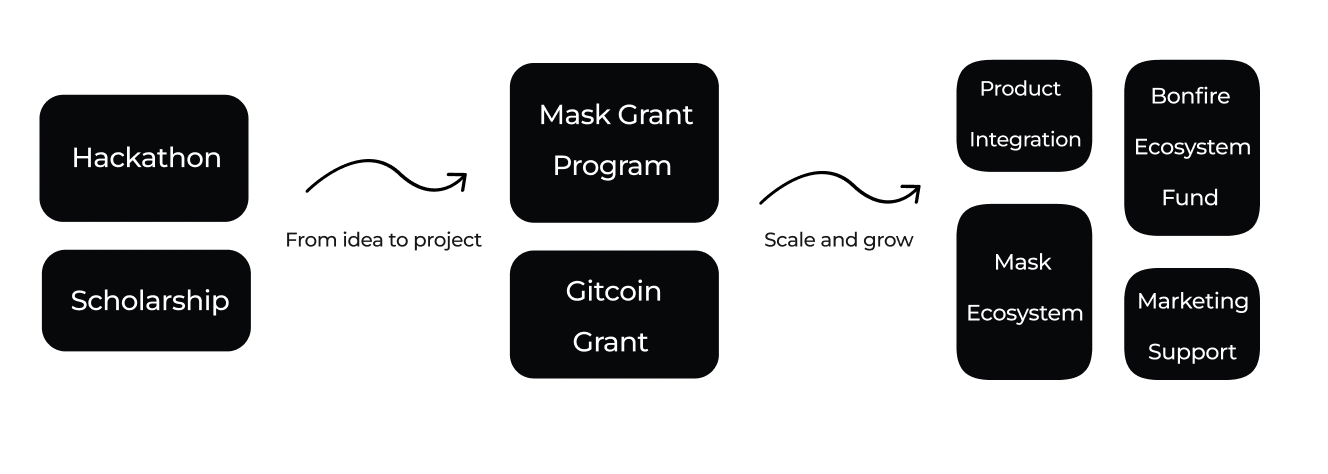 Hackathon
Scholarship
From idea to project
Mask Grant
Program
Gitcoin
Grant
Scale and grow
Product
Integration
Mask
Ecosystem
Bonfire
Ecosystem
Fund
Marketing
Support